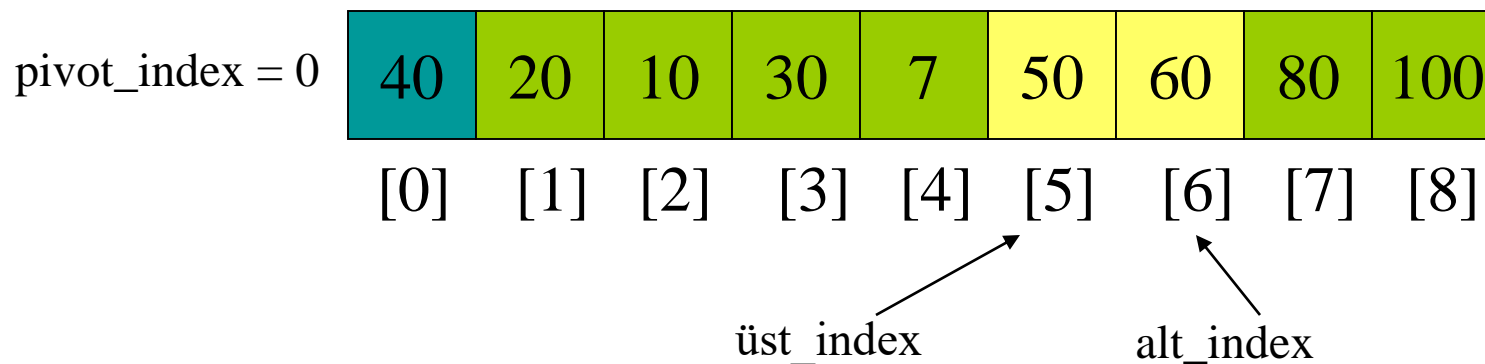 pivot_index = 0 40 20 10 30 7 50 60 80 100
[0] [1] [2] [3] [4] [5] [6] [7] [8]
üst_index alt_index